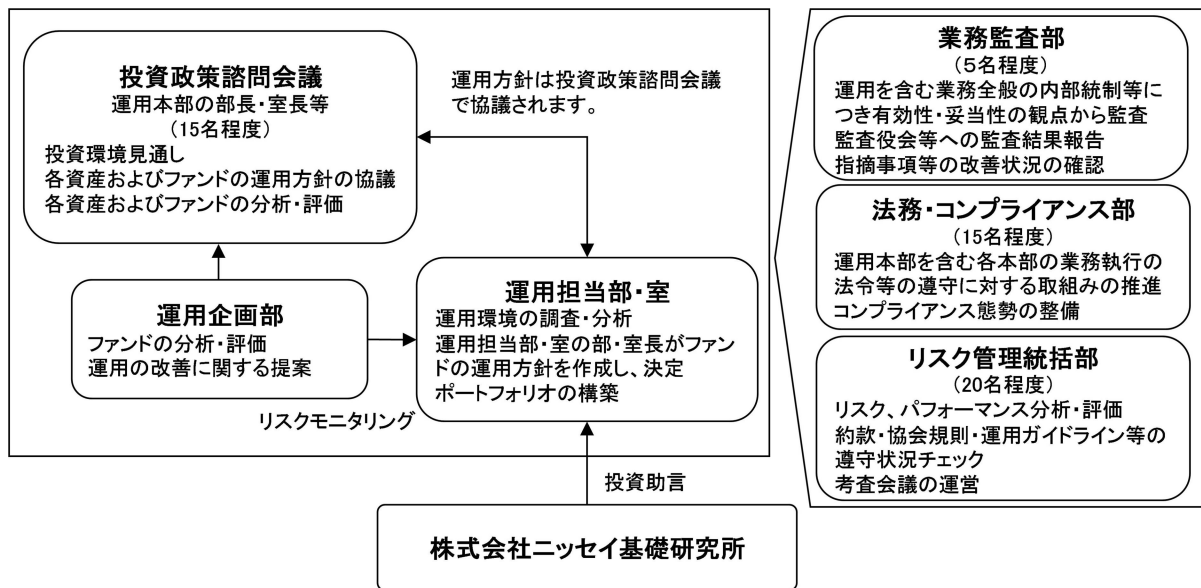 投資政策諮問会議
運用本部の部長・室長等
(15名程度)
投資環境見通し
各資産およびファンドの運用方針の協議
各資産およびファンドの分析・評価
運用方針は投資政策諮問会議
で協議されます。
運用企画部
ファンドの分析・評価
運用の改善に関する提案
リスクモニタリング
運用担当部・室
運用環境の調査・分析
運用担当部・室の部・室長がファン
ドの運用方針を作成し、決定
ポートフォリオの構築
投資助言
株式会社ニッセイ基礎研究所
業務監査部
(5名程度)
運用を含む業務全般の内部統制等に
つき有効性・妥当性の観点から監査
監査役会等への監査結果報告
指摘事項等の改善状況の確認
法務・コンプライアンス部
(15名程度)
運用本部を含む各本部の業務執行の
法令等の遵守に対する取組みの推進
コンプライアンス態勢の整備
リスク管理統括部
(20名程度)
リスク、パフォーマンス分析・評価
約款・協会規則・運用ガイドライン等の
遵守状況チェック
考査会議の運営